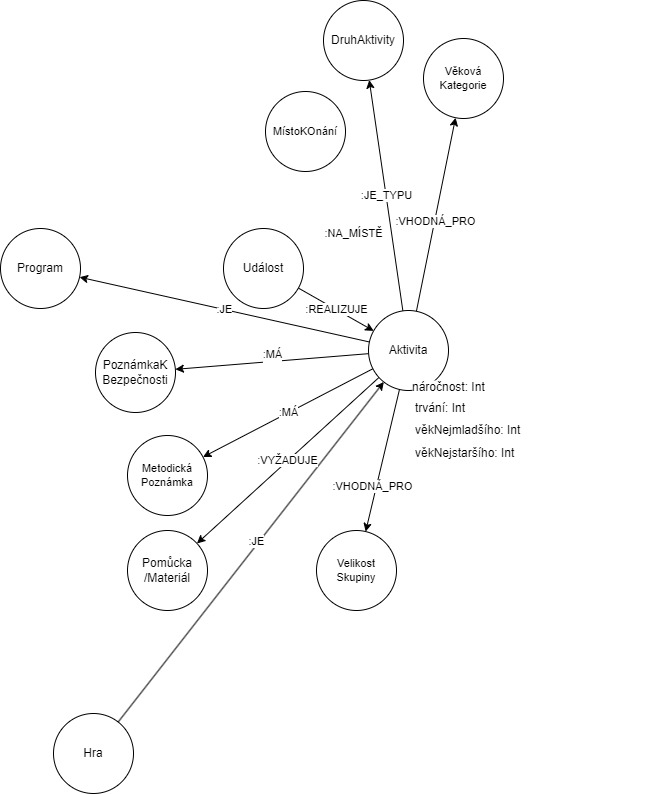 DruhAktivity
Věková
Kategorie
MístoKOnání
:JE_TYPU
:VHODNÁ_PRO
:NA_MÍSTĚ
Program
Událost
:JE
:REALIZUJE
Aktivita
:MÁ
PoznámkaK
Bezpečnosti
náročnost: Int
trvání: Int
:MÁ
věkNejmladšího: Int
věkNejstaršího: Int
:VYŽADUJE
Metodická
Poznámka
:VHODNÁ_PRO
:JE
Pomůcka
/Materiál
Velikost
Skupiny
Hra